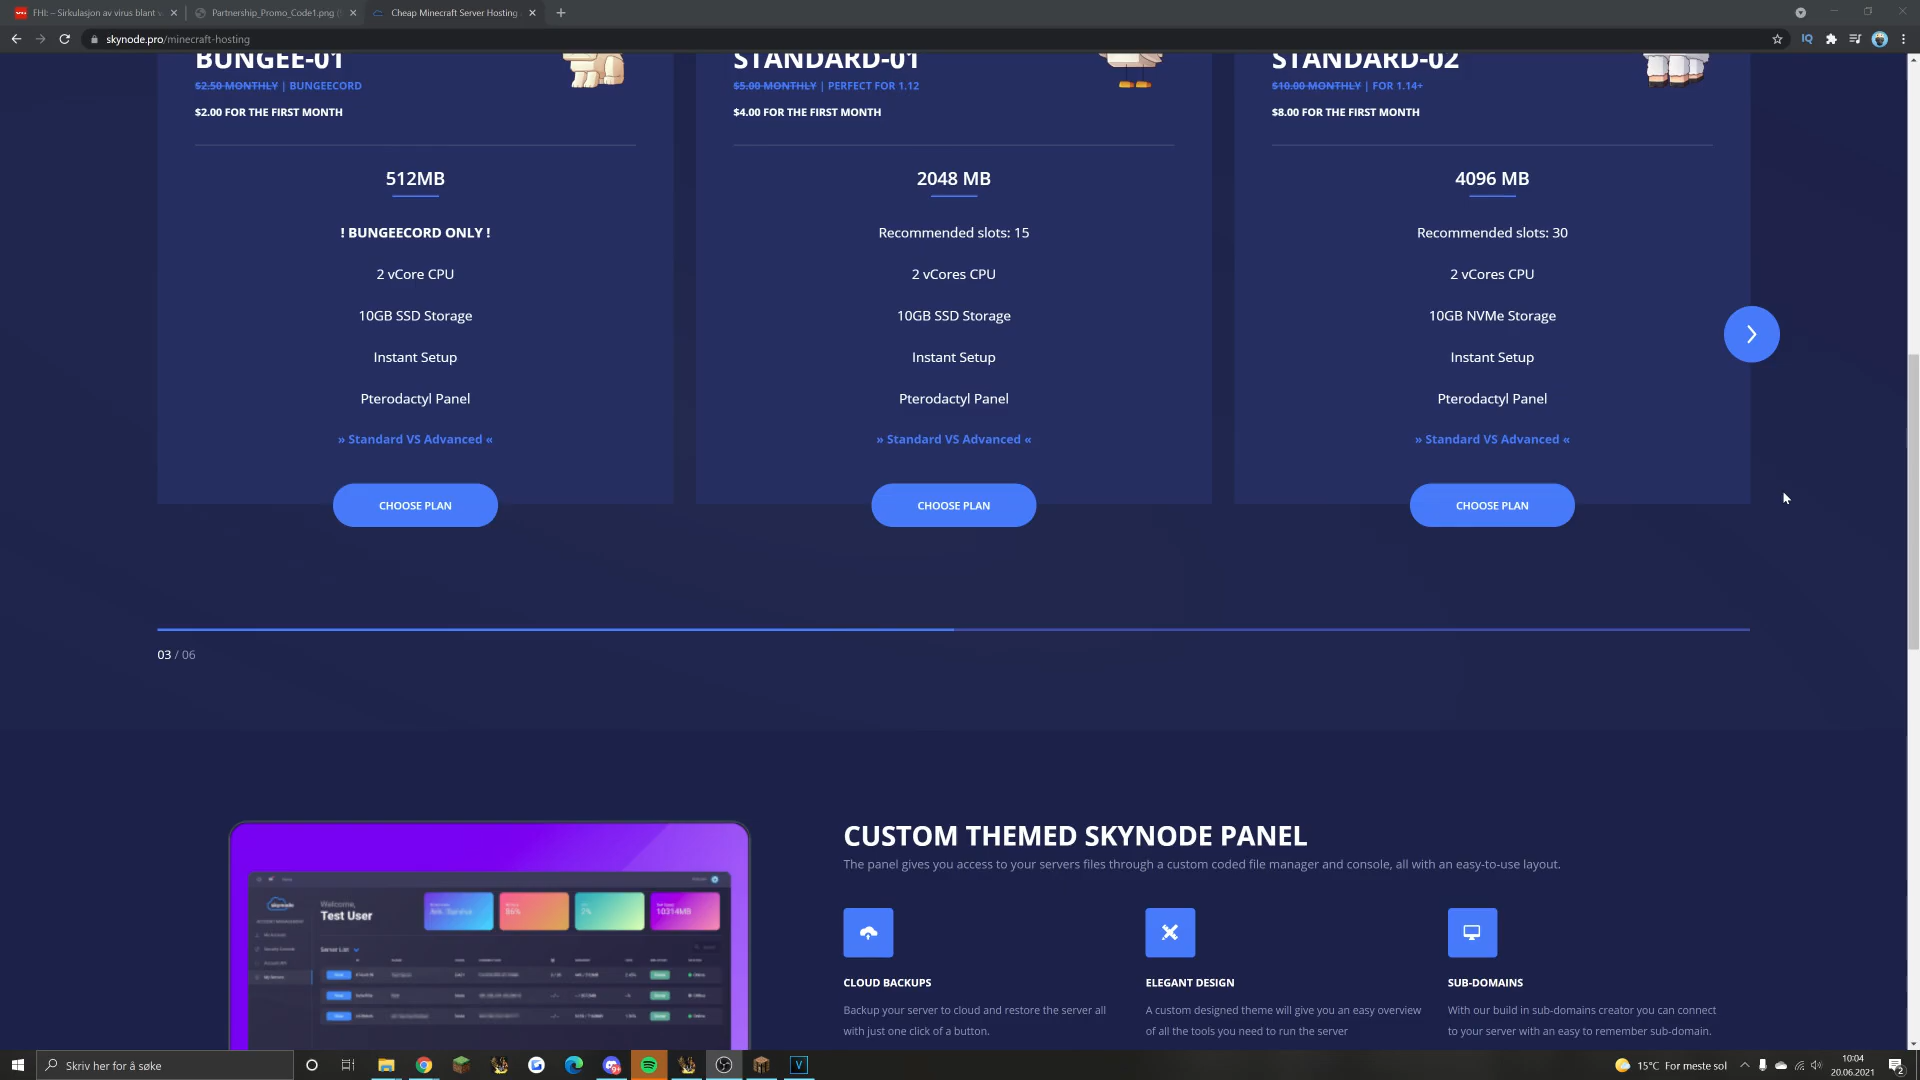 FHI: – Sirkulasjon av virus blant v
Partnership_Promo_Code1.png (
Cheap Minecraft Server Hosting
skynode.pro/minecraft-hosting
BUNGEE-01
$2.50 MONTHLY | BUNGEECORD
$2.00 FOR THE FIRST MONTH
512MB
! BUNGEECORD ONLY !
2 vCore CPU
10GB SSD Storage
Instant Setup
Pterodactyl Panel
» Standard VS Advanced «
CHOOSE PLAN
STANDARD-01
$5.00 MONTHLY | PERFECT FOR 1.12
$4.00 FOR THE FIRST MONTH
2048 MB
Recommended slots: 15
2 vCores CPU
10GB SSD Storage
Instant Setup
Pterodactyl Panel
» Standard VS Advanced «
CHOOSE PLAN
STANDARD-02
$10.00 MONTHLY | FOR 1.14+
$8.00 FOR THE FIRST MONTH
4096 MB
Recommended slots: 30
2 vCores CPU
10GB NVMe Storage
Instant Setup
Pterodactyl Panel
» Standard VS Advanced «
CHOOSE PLAN
03 / 06
Welcome,
Test User
Server List
86%
2%
10314MB
CUSTOM THEMED SKYNODE PANEL
The panel gives you access to your servers files through a custom coded file manager and console, all with an easy-to-use layout.
CLOUD BACKUPS
Backup your server to cloud and restore the server all
with just one click of a button.
ELEGANT DESIGN
A custom designed theme will give you an easy overview
of all the tools you need to run the server
SUB-DOMAINS
With our build in sub-domains creator you can connect
to your server with an easy to remember sub-domain.
Skriv her for å søke
15°C For meste sol
10:04
20.06.2021